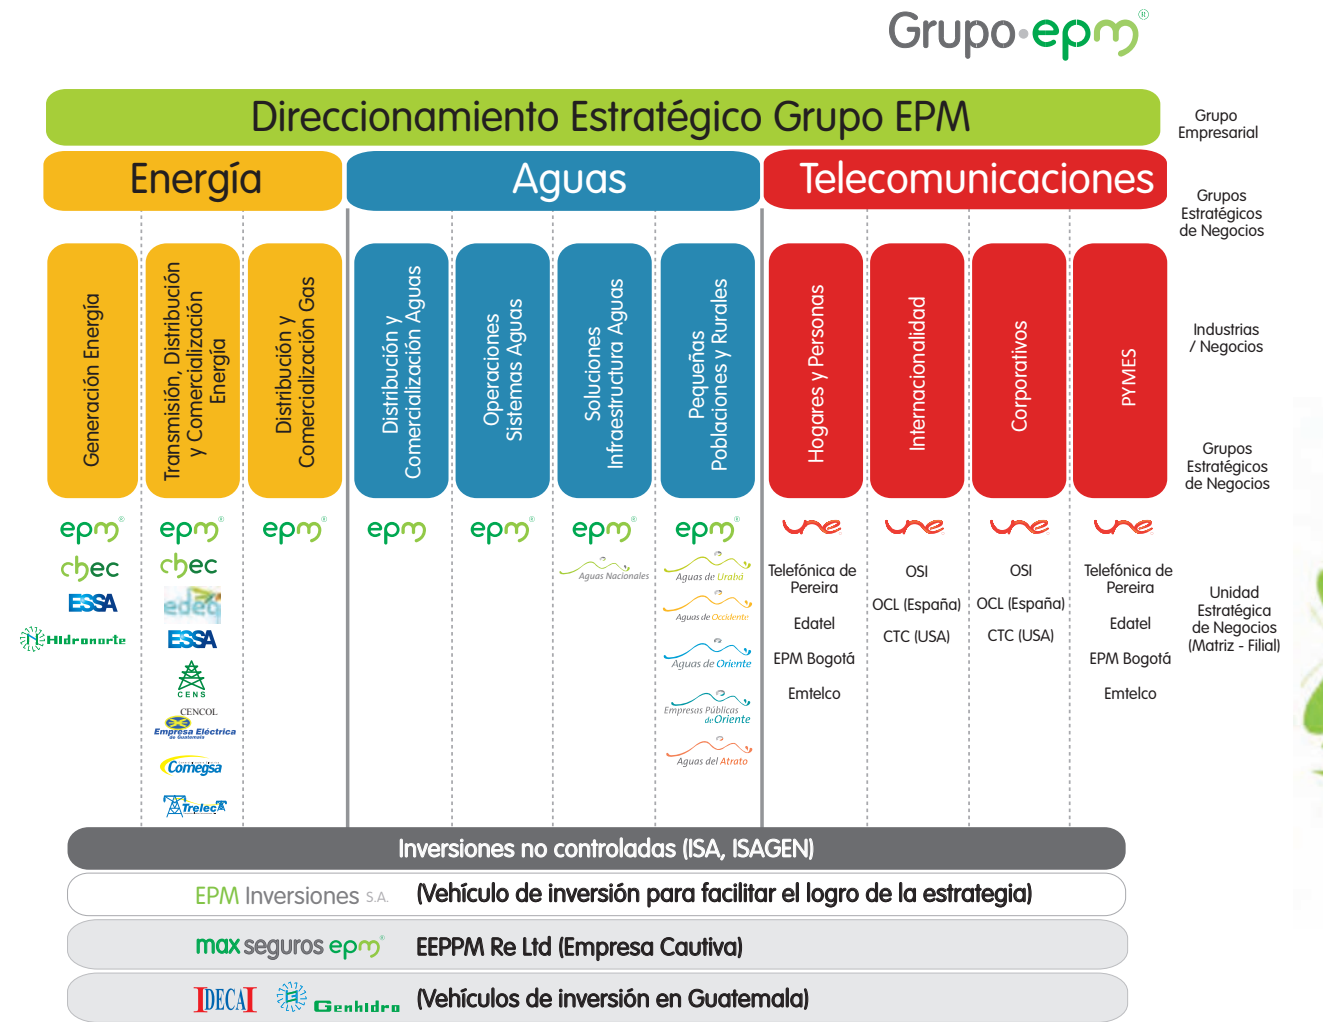 Grupo·epm®
Direccionamiento Estratégico Grupo EPM
Grupo
Empresarial
Energía
Aguas
Telecomunicaciones
Grupos
Estratégicos
de Negocios
Generación Energía
Transmisión, Distribución
y Comercialización
Energía
Distribución y
Comercialización Gas
Distribución y
Comercialización Aguas
Operaciones
Sistemas Aguas
Soluciones
Infraestructura Aguas
Pequeñas
Poblaciones y Rurales
Hogares y Personas
Internacionalidad
Corporativos
PYMES
Industrias
/ Negocios
Grupos
Estratégicos
de Negocios
epm®
chec
ESSA
Hidronorte
epm®
chec
edeq
ESSA
CENS
CENCOL
Empresa Eléctrica
de Guatemala
Comegsa
Trelec
epm®
epm
epm®
epm®
Aguas Nacionales
epm®
Aguas de Urabá
Aguas de Occidente
Aguas de Oriente
Empresas Públicas
de Oriente
Aguas del Atrato
une
Telefónica de
Pereira
Edatel
EPM Bogotá
Emtelco
une
OSI
OCL (España)
CTC (USA)
une
OSI
OCL (España)
CTC (USA)
une
Telefónica de
Pereira
Edatel
EPM Bogotá
Emtelco
Unidad
Estratégica
de Negocios
(Matriz - Filial)
Inversiones no controladas (ISA, ISAGEN)
EPM Inversiones S.A. (Vehículo de inversión para facilitar el logro de la estrategia)
maxseguros epm® EEPPM Re Ltd (Empresa Cautiva)
IDECAI Genhidro (Vehículos de inversión en Guatemala)